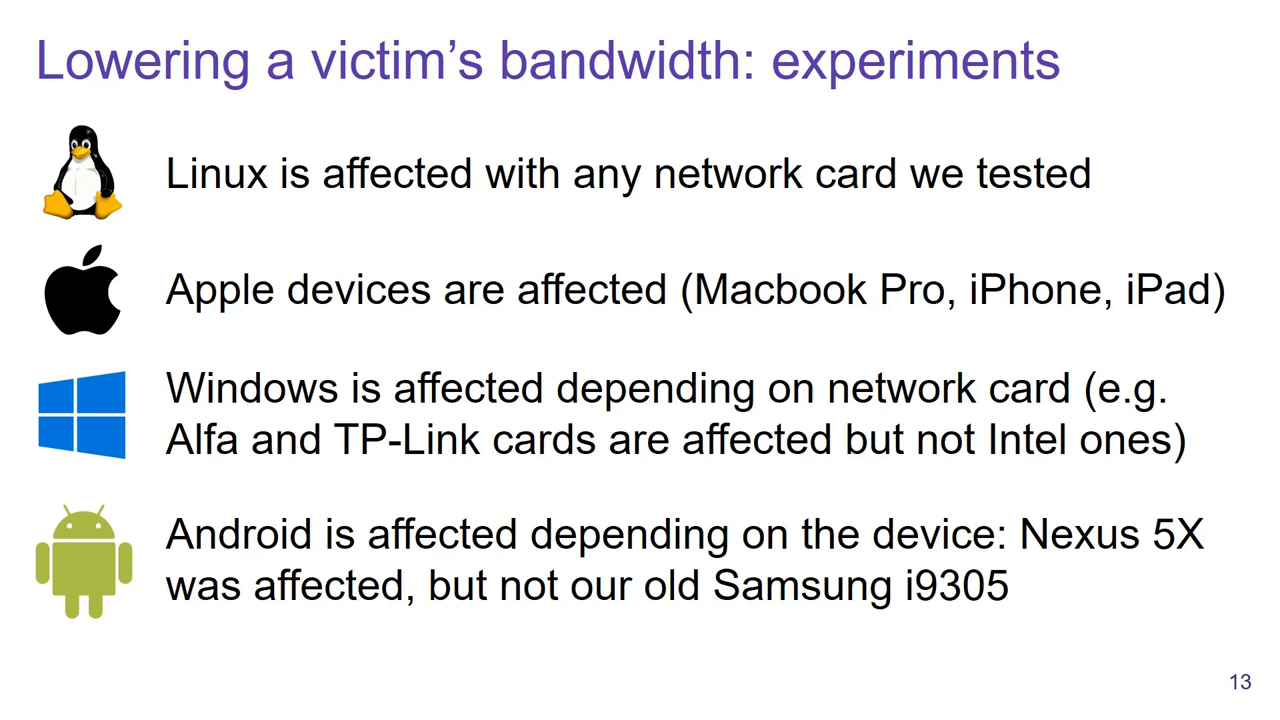 Lowering a victim’s bandwidth: experiments
Linux is affected with any network card we tested
Apple devices are affected (Macbook Pro, iPhone, iPad)
Windows is affected depending on network card (e.g.
Alfa and TP-Link cards are affected but not Intel ones)
Android is affected depending on the device: Nexus 5X
was affected, but not our old Samsung i9305
13